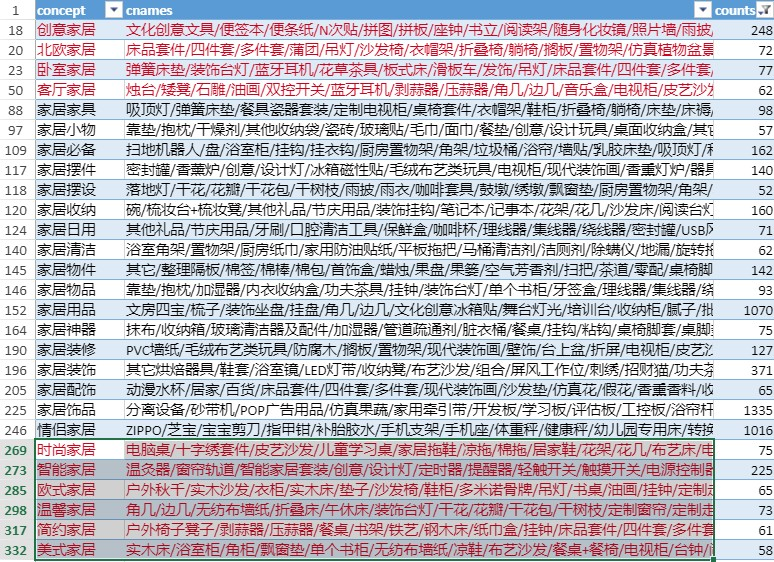 1 concept cnames counts
18 创意家居 文化创意文具/便签本/便条纸/N次贴/拼图/拼板/座钟/书立/阅读架/随身化妆镜/照片墙/雨披/ 248
20 北欧家居 床品套件/四件套/多件套/蒲团/吊灯/沙发椅/衣帽架/折叠椅/躺椅/搁板/置物架/仿真植物盆景 72
23 卧室家居 弹簧床垫/装饰台灯/蓝牙耳机/花草茶具/板式床/滑板车/发饰/吊灯/床品套件/四件套/多件 77
50 客厅家居 烛台/矮凳/石雕/油画/双控开关/蓝牙耳机/剥蒜器/压蒜器/角几/边几/音乐盒/电视柜/皮艺沙发 62
88 家居家具 吸顶灯/弹簧床垫/餐具瓷器套装/定制电视柜/桌椅套件/衣帽架/鞋柜/折叠椅/躺椅/床垫/床褥/ 98
97 家居小物 靠垫/抱枕/干燥剂/其他收纳袋/瓷砖/玻璃贴/毛巾/面巾/餐垫/创意/设计玩具/桌面收纳盒/其它 57
109 家居必备 扫地机器人/盘/浴室柜/挂钩/挂衣钩/厨房置物架/角架/垃圾桶/浴帘/墙贴/乳胶床垫/吸顶灯/ 162
117 家居摆件 密封罐/香薰炉/创意/设计灯/冰箱磁性贴/毛绒布艺类玩具/电视柜/现代装饰画/香薰灯炉/器具 140
118 家居摆设 落地灯/干花/花瓣/干花包/干树枝/雨披/雨衣/咖啡套具/鼓墩/绣墩/飘窗垫/厨房置物架/角架/ 52
120 家居收纳 碗/梳妆台+梳妆凳/其他礼品/节庆用品/装饰挂钩/笔记本/记事本/花架/花几/沙发床/阅读台灯 160
124 家居日用 其他礼品/节庆用品/牙刷/口腔清洁工具/保鲜盒/咖啡杯/理线器/集线器/绕线器/密封罐/USB 71
140 家居清洁 浴室角架/置物架/厨房纸巾/家用防油贴纸/平板拖把/马桶清洁剂/洁厕剂/除螨仪/地漏/旋转拖 62
145 家居物件 其它/整理隔板/棉签/棉棒/棉包/首饰盒/蜡烛/果盘/果篓/空气芳香剂/扫把/茶道/零配/桌椅脚 142
146 家居物品 靠垫/抱枕/加湿器/内衣收纳盒/功夫茶具/挂钟/装饰台灯/单个书柜/牙签盒/理线器/集线器/绕 93
152 家居用品 文房四宝/梳子/装饰坐垫/挂盘/角几/边几/文化创意冰箱贴/舞台灯光/培训台/收纳柜/腻子/批 1070
164 家居神器 抹布/收纳箱/玻璃清洁器及配件/加湿器/管道疏通剂/脏衣桶/餐桌/挂钩/粘钩/桌椅脚套/桌脚 75
190 家居装修 PVC墙纸/毛绒布艺类玩具/防腐木/搁板/置物架/现代装饰画/壁饰/台上盆/折屏/电视柜/皮艺沙 127
196 家居装饰 其它烘焙器具/鞋套/浴室镜/LED灯带/收纳凳/布艺沙发/组合/屏风工作位/刺绣/招财猫/功夫茶 371
205 家居配饰 动漫水杯/居家/百货/床品套件/四件套/多件套/现代装饰画/沙发垫/仿真花/假花/香薰香料/收 65
225 家居饰品 分离设备/砂带机/POP广告用品/仿真果蔬/家用牵引带/开发板/学习板/评估板/工控板/浴帘杆 1335
246 情侣家居 ZIPPO/芝宝/宝宝剪刀/指甲钳/补胎胶水/手机支架/手机座/体重秤/健康秤/幼儿园专用床/转换 1016
269 时尚家居 电脑桌/十字绣套件/皮艺沙发/儿童学习桌/家居拖鞋/凉拖/棉拖/居家鞋/花架/花几/布艺床/电 75
273 智能家居 温灸器/窗帘轨道/智能家居套装/创意/设计灯/定时器/提醒器/轻触开关/触摸开关/电源控制器 225
285 欧式家居 户外秋千/实木沙发/衣柜/实木床/垫子/沙发椅/鞋柜/多米诺骨牌/吊灯/书桌/油画/挂钟/定制 65
298 温馨家居 角几/边几/无纺布墙纸/折叠床/午休床/装饰台灯/干花/花瓣/干花包/干树枝/定制窗帘/定制 73
317 简约家居 户外椅子凳子/剥蒜器/压蒜器/餐桌/书架/铁艺/钢木床/纸巾盒/挂钟/床品套件/四件套/多件套 61
332 美式家居 实木床/浴室柜/角柜/飘窗垫/单个书柜/无纺布墙纸/凉鞋/布艺沙发/餐桌+餐椅/电视柜/台钟/ 58